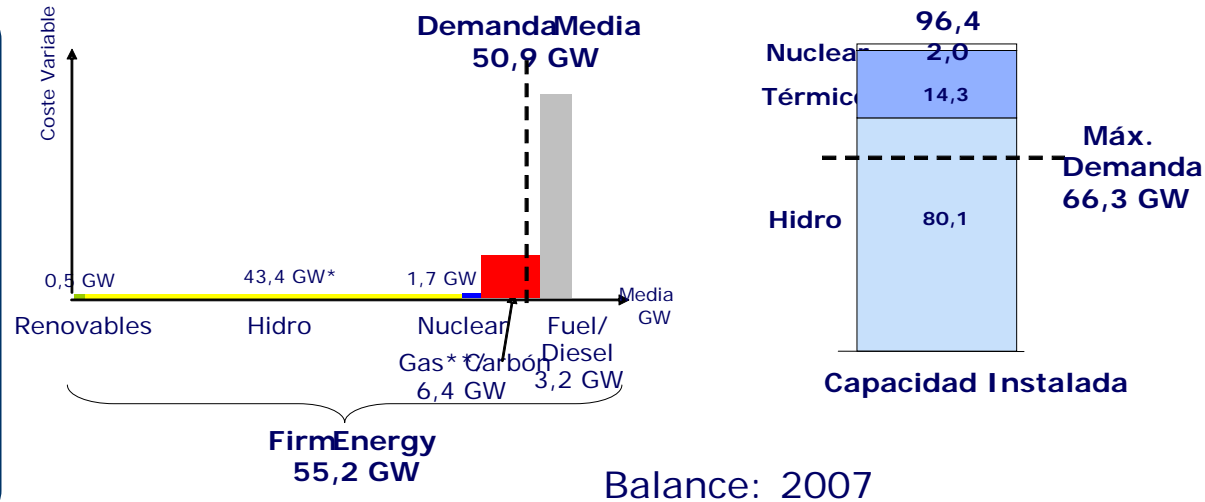 Coste Variable
Demanda Media
50,9 GW
0,5 GW
43,4 GW*
1,7 GW
Media
GW
Renovables
Hidro
Nuclear
Fuel/
Diesel
3,2 GW
Gas**/Carbón
6,4 GW
FirmEnergy
55,2 GW
96,4
Nuclear
2,0
Térmico
14,3
Máx.
Demanda
66,3 GW
Hidro
80,1
Capacidad Instalada
Balance: 2007